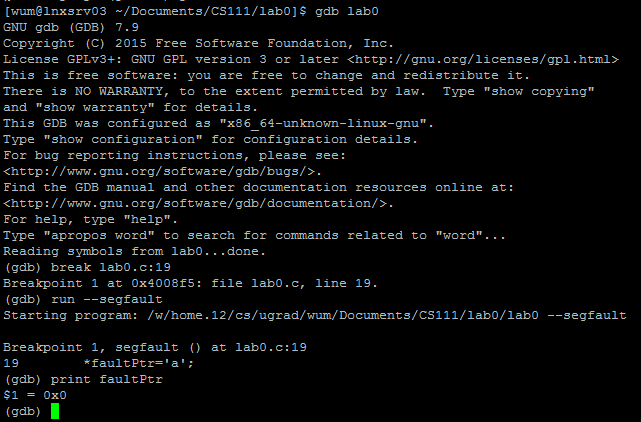 [wum@lnxsrv03 ~/Documents/CS111/lab0]$ gdb lab0
GNU gdb (GDB) 7.9
Copyright (C) 2015 Free Software Foundation, Inc.
License GPLv3+: GNU GPL version 3 or later <http://gnu.org/licenses/gpl.html>
This is free software: you are free to change and redistribute it.
There is NO WARRANTY, to the extent permitted by law.  Type "show copying"
and "show warranty" for details.
This GDB was configured as "x86_64-unknown-linux-gnu".
Type "show configuration" for configuration details.
For bug reporting instructions, please see:
<http://www.gnu.org/software/gdb/bugs/>.
Find the GDB manual and other documentation resources online at:
<http://www.gnu.org/software/gdb/documentation/>.
For help, type "help".
Type "apropos word" to search for commands related to "word"...
Reading symbols from lab0...done.
(gdb) break lab0.c:19
Breakpoint 1 at 0x4008f5: file lab0.c, line 19.
(gdb) run --segfault
Starting program: /w/home.12/cs/ugrad/wum/Documents/CS111/lab0/lab0 --segfault
Breakpoint 1, segfault () at lab0.c:19
19        *faultPtr='a';
(gdb) print faultPtr
$1 = 0x0
(gdb)